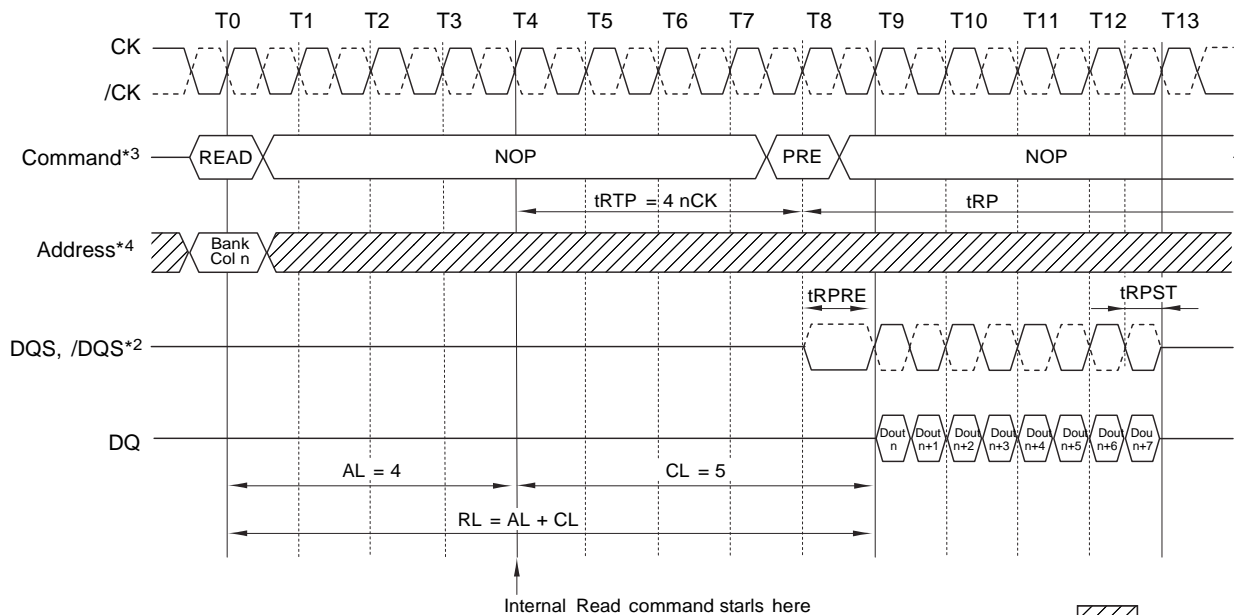 T0 T1 T2 T3 T4 T5 T6 T7 T8 T9 T10 T11 T12 T13
CK
/CK
Command*3 READ NOP PRE NOP
tRTP = 4 nCK tRP
Address*4 Bank Col n
tRPRE tRPST
DQS, /DQS*2
DQ Dout n Dout n+1 Dout n+2 Dout n+3 Dout n+4 Dout n+5 Dout n+6 Dou n+7
AL = 4 CL = 5
RL = AL + CL
Internal Read command starls here